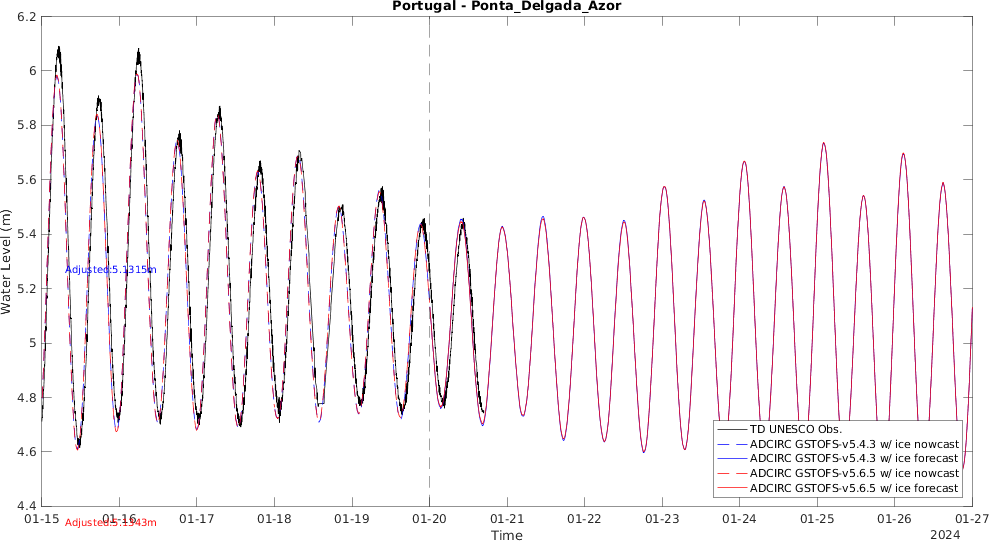 Portugal - Ponta_Delgada_Azor
6.2
6
5.8
5.6
5.4
5.2
5
4.8
4.6
4.4
Water Level (m)
Adjusted:5.1315m
Adjusted:5.1343m
TD UNESCO Obs.
ADCIRC GSTOFS-v5.4.3 w/ ice nowcast
ADCIRC GSTOFS-v5.4.3 w/ ice forecast
ADCIRC GSTOFS-v5.6.5 w/ ice nowcast
ADCIRC GSTOFS-v5.6.5 w/ ice forecast
01-15 01-16 01-17 01-18 01-19 01-20 01-21 01-22 01-23 01-24 01-25 01-26 01-27
Time
2024